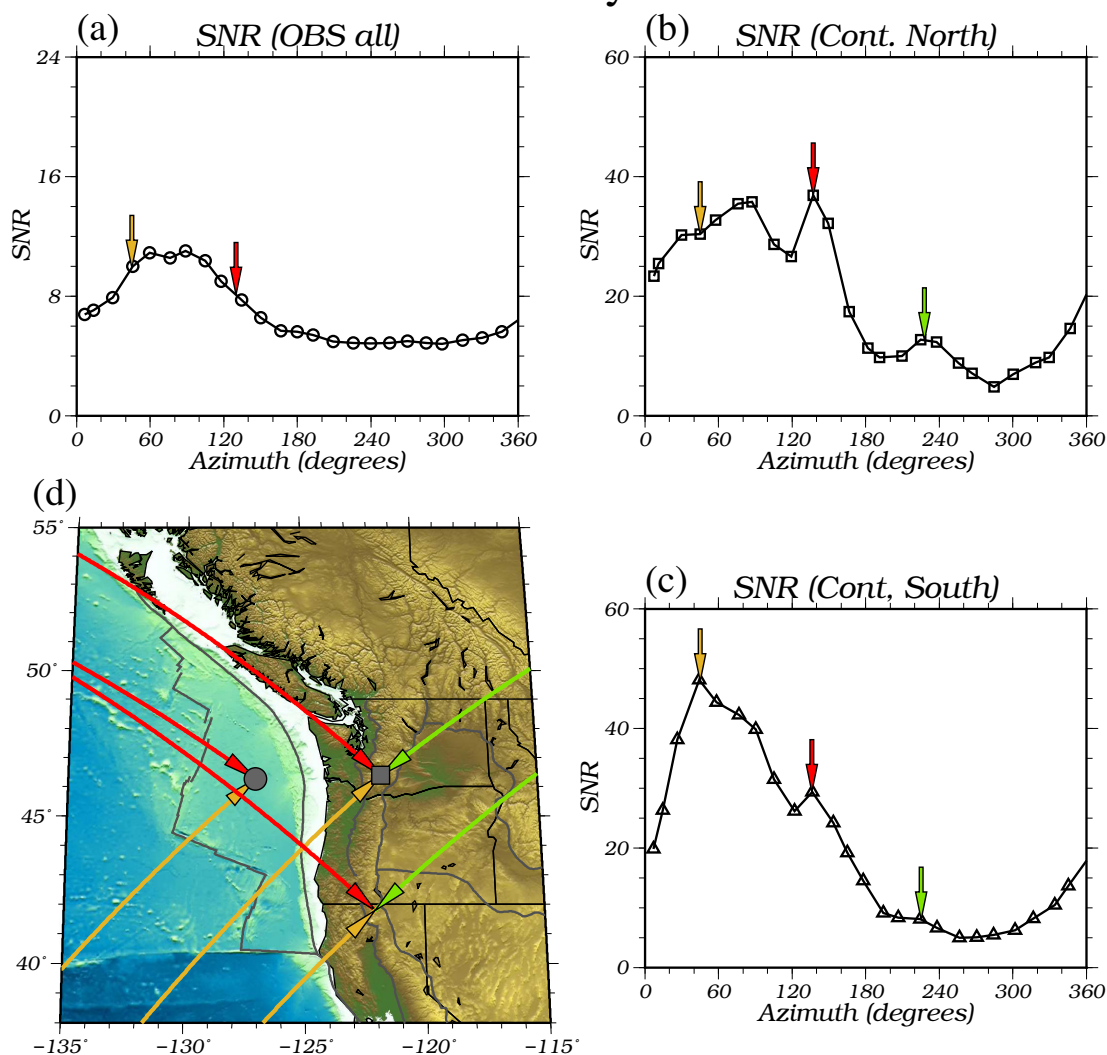 (a)
SNR (OBS all)
24
16
8
0
SNR
0 60 120 180 240 300 360
Azimuth (degrees)
(b)
SNR (Cont. North)
60
40
20
0
SNR
0 60 120 180 240 300 360
Azimuth (degrees)
(d)
55°
50°
45°
40°
−135° −130° −125° −120° −115°
(c)
SNR (Cont, South)
60
40
20
0
SNR
0 60 120 180 240 300 360
Azimuth (degrees)